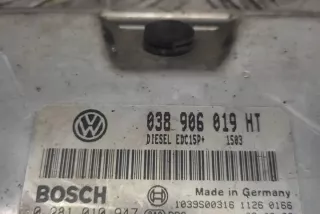 038 906 019 HT
DIESEL EDC15P+ 1503
BOSCH
Made in Germany
1039S00316 1126 0166
0 281 010 947